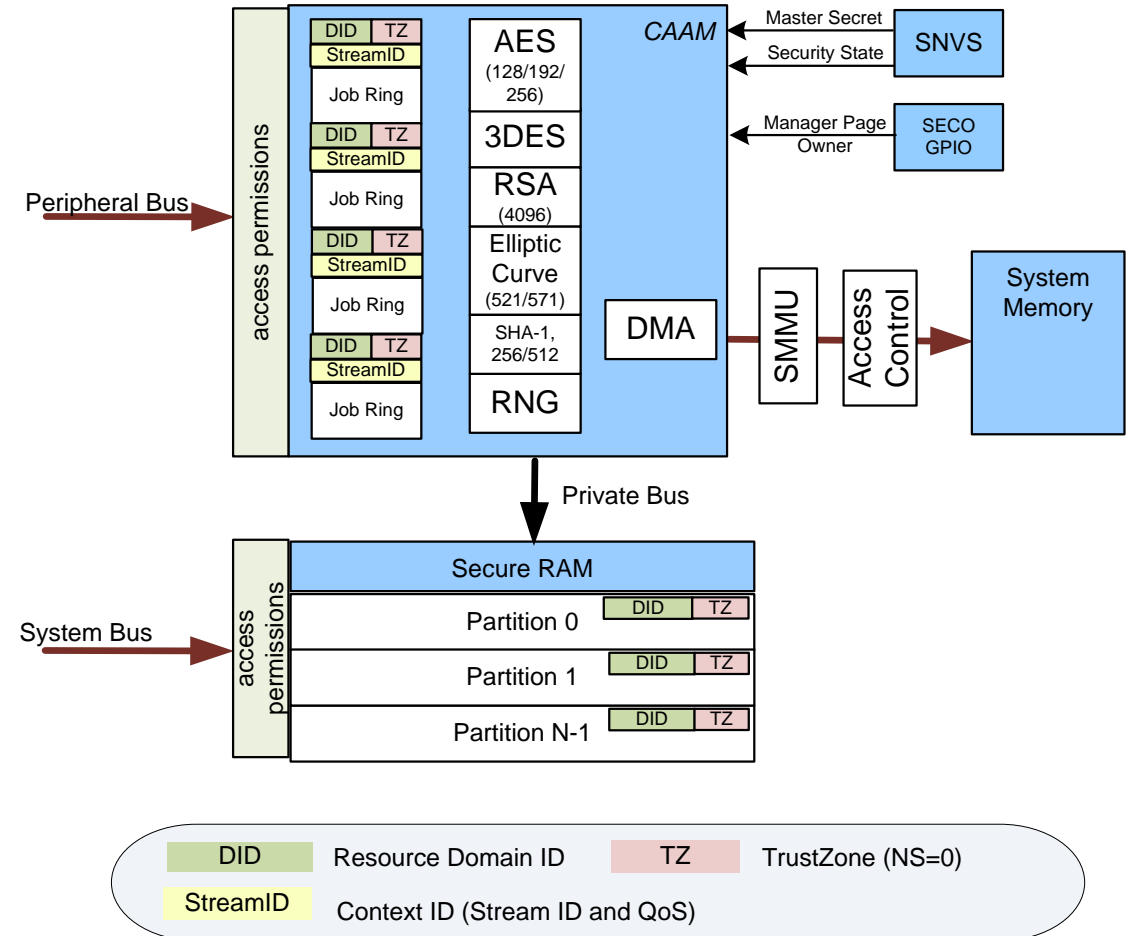 DID TZ
StreamID
Job Ring
DID TZ
StreamID
Job Ring
DID TZ
StreamID
Job Ring
DID TZ
StreamID
Job Ring
access permissions
Peripheral Bus
AES
(128/192/
256)
3DES
RSA
(4096)
Elliptic
Curve
(521/571)
SHA-1,
256/512
RNG
CAAM
DMA
Master Secret
Security State
SNVS
Manager Page
Owner
SECO
GPIO
SMMU
Access
Control
System
Memory
Private Bus
System Bus
access
permissions
Secure RAM
Partition 0
DID TZ
Partition 1
DID TZ
Partition N-1
DID TZ
DID Resource Domain ID
TZ TrustZone (NS=0)
StreamID Context ID (Stream ID and QoS)